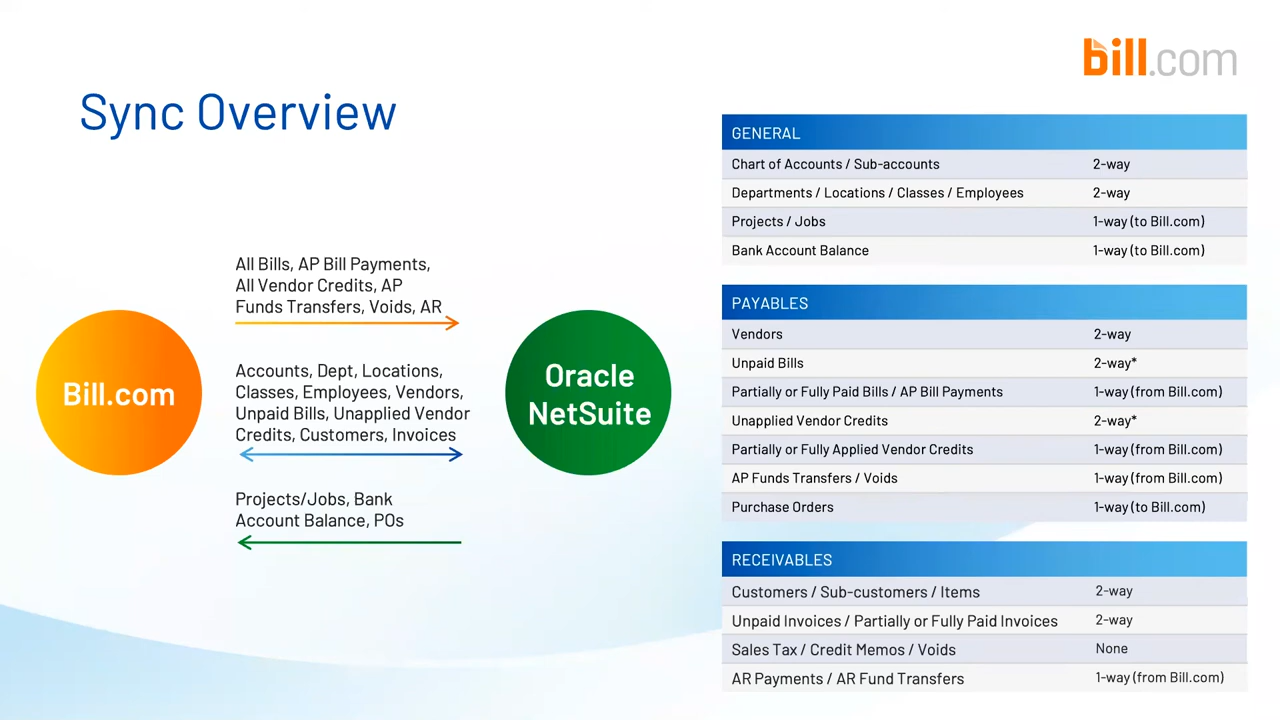 bill.com
Sync Overview
All Bills, AP Bill Payments,
All Vendor Credits, AP
Funds Transfers, Voids, AR
Bill.com
Accounts, Dept, Locations,
Classes, Employees, Vendors,
Unpaid Bills, Unapplied Vendor
Credits, Customers, Invoices
Oracle
NetSuite
Projects/Jobs, Bank
Account Balance, POs
GENERAL
Chart of Accounts / Sub-accounts 2-way
Departments / Locations / Classes / Employees 2-way
Projects / Jobs 1-way (to Bill.com)
Bank Account Balance 1-way (to Bill.com)
PAYABLES
Vendors 2-way
Unpaid Bills 2-way*
Partially or Fully Paid Bills / AP Bill Payments 1-way (from Bill.com)
Unapplied Vendor Credits 2-way*
Partially or Fully Applied Vendor Credits 1-way (from Bill.com)
AP Funds Transfers / Voids 1-way (from Bill.com)
Purchase Orders 1-way (to Bill.com)
RECEIVABLES
Customers / Sub-customers / Items 2-way
Unpaid Invoices / Partially or Fully Paid Invoices 2-way
Sales Tax / Credit Memos / Voids None
AR Payments / AR Fund Transfers 1-way (from Bill.com)